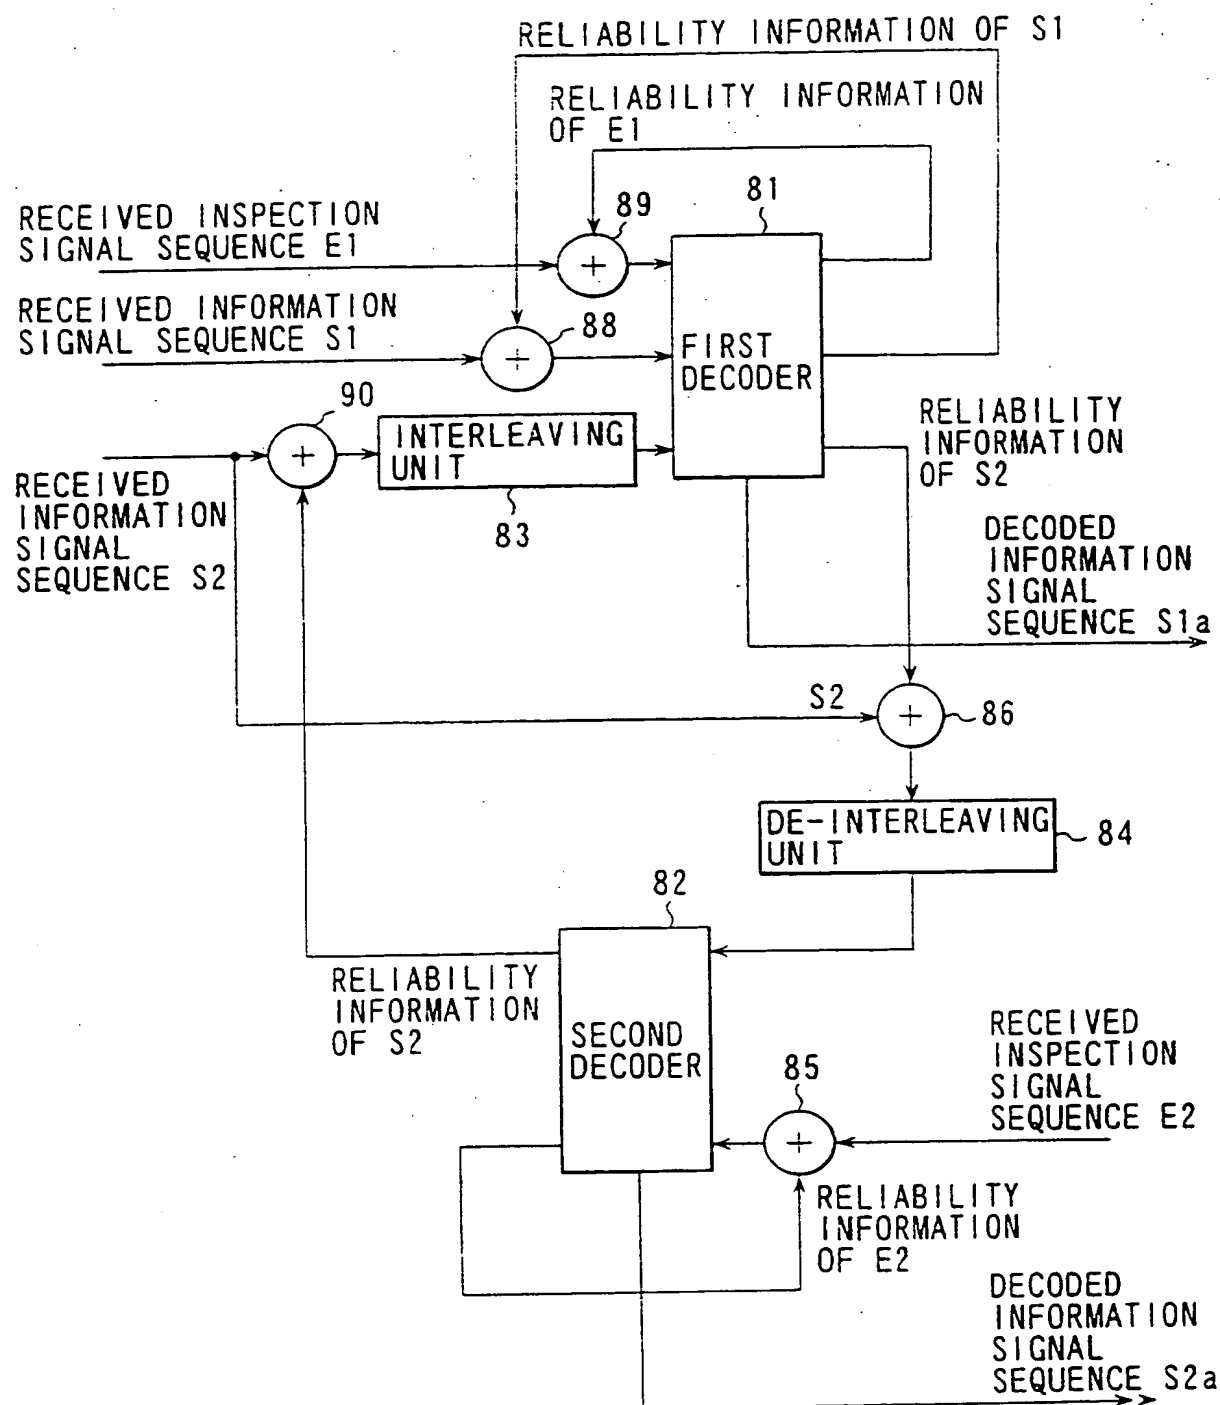 RELIABILITY INFORMATION OF S1
RELIABILITY INFORMATION
OF E1
81
89
RECEIVED INSPECTION
SIGNAL SEQUENCE E1
+
RECEIVED INFORMATION
SIGNAL SEQUENCE S1
88
+
FIRST
DECODER
90
+
INTERLEAVING
UNIT
83
RELIABILITY
INFORMATION
OF S2
RECEIVED
INFORMATION
SIGNAL
SEQUENCE S2
DECODED
INFORMATION
SIGNAL
SEQUENCE S1a
S2
+
86
DE-INTERLEAVING
UNIT
84
82
RELIABILITY
INFORMATION
OF S2
SECOND
DECODER
RECEIVED
INSPECTION
SIGNAL
SEQUENCE E2
85
+
RELIABILITY
INFORMATION
OF E2
DECODED
INFORMATION
SIGNAL
SEQUENCE S2a